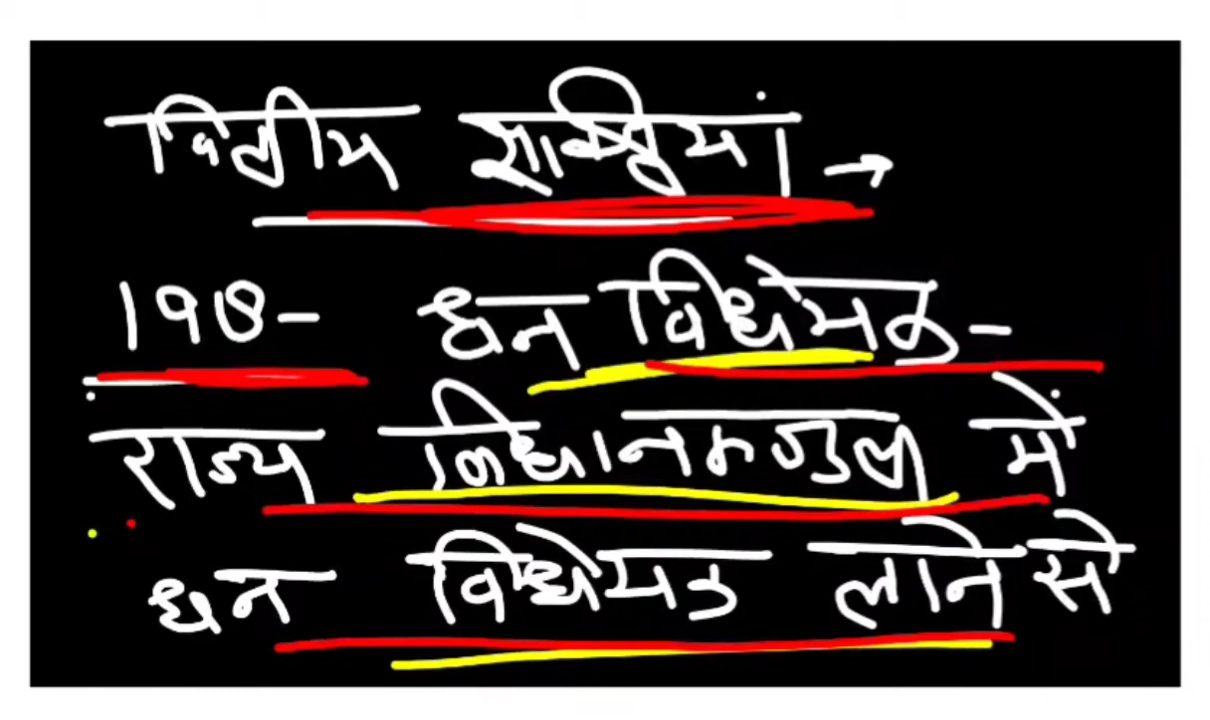 वित्तीय शक्तियां →
198- धन विधेयक-
राज्य विधानमण्डल में
धन विधेयक लाने से